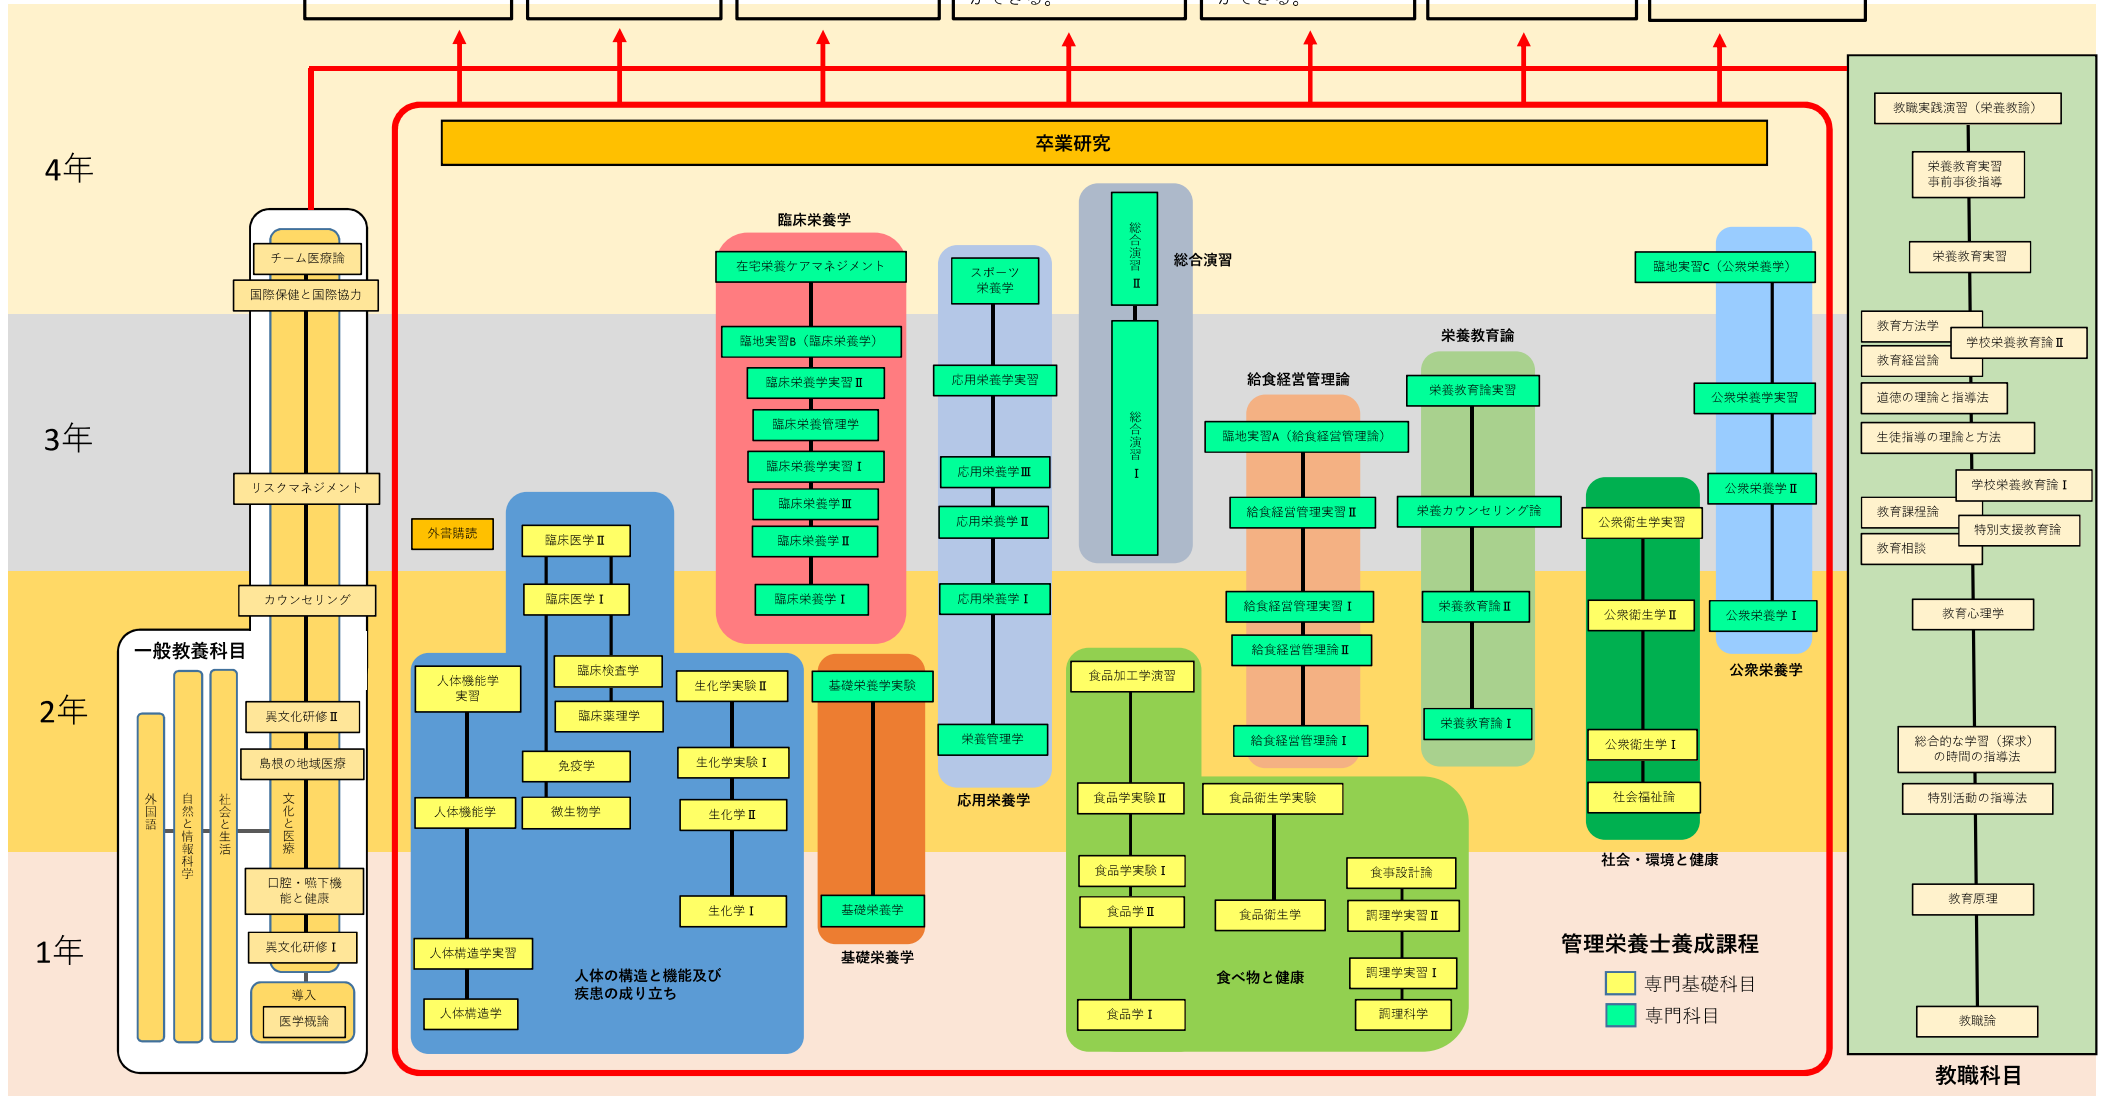 ができる。
ができる。
4年
3年
2年
1年
卒業研究
チーム医療論
国際保健と国際協力
リスクマネジメント
カウンセリング
一般教養科目
異文化研修Ⅱ
島根の地域医療
外国語
自然と情報科学
社会と生活
文化と医療
口腔・嚥下機
能と健康
異文化研修Ⅰ
導入
医学概論
外書購読
臨床医学Ⅱ
臨床医学Ⅰ
人体機能学
実習
臨床検査学
臨床薬理学
生化学実験Ⅱ
免疫学
生化学実験Ⅰ
人体機能学
微生物学
生化学Ⅱ
生化学Ⅰ
人体構造学実習
人体構造学
人体の構造と機能及び
疾患の成り立ち
臨床栄養学
在宅栄養ケアマネジメント
臨地実習B(臨床栄養学)
臨床栄養学実習Ⅱ
臨床栄養管理学
臨床栄養学実習Ⅰ
臨床栄養学Ⅲ
臨床栄養学Ⅱ
臨床栄養学Ⅰ
基礎栄養学実験
基礎栄養学
基礎栄養学
スポーツ
栄養学
応用栄養学実習
応用栄養学Ⅲ
応用栄養学Ⅱ
応用栄養学Ⅰ
栄養管理学
応用栄養学
総合演習Ⅱ
総合演習
総合演習Ⅰ
食品加工学演習
食品学実験Ⅱ
食品衛生学実験
食品学実験Ⅰ
食品学Ⅱ
食品衛生学
食事設計論
調理学実習Ⅱ
調理学実習Ⅰ
食品学Ⅰ
調理科学
食べ物と健康
給食経営管理論
臨地実習A(給食経営管理論)
給食経営管理実習Ⅱ
給食経営管理実習Ⅰ
給食経営管理論Ⅱ
給食経営管理論Ⅰ
栄養教育論
栄養教育論実習
栄養カウンセリング論
栄養教育論Ⅱ
栄養教育論Ⅰ
公衆衛生学実習
公衆衛生学Ⅱ
公衆衛生学Ⅰ
社会福祉論
社会・環境と健康
臨地実習C(公衆栄養学)
公衆栄養学実習
公衆栄養学Ⅱ
公衆栄養学Ⅰ
公衆栄養学
管理栄養士養成課程
専門基礎科目
専門科目
教職実践演習(栄養教諭)
栄養教育実習
事前事後指導
栄養教育実習
教育方法学
学校栄養教育論Ⅱ
教育経営論
道徳の理論と指導法
生徒指導の理論と方法
学校栄養教育論Ⅰ
教育課程論
特別支援教育論
教育相談
教育心理学
総合的な学習(探求)
の時間の指導法
特別活動の指導法
教育原理
教職論
教職科目